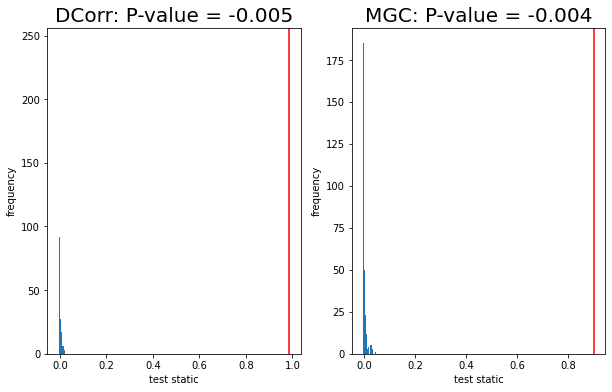 DCorr: P-value = -0.005
250
200
150
100
50
0
frequency
0.0 0.2 0.4 0.6 0.8 1.0
test static
MGC: P-value = -0.004
175
150
125
100
75
50
25
0
frequency
0.0 0.2 0.4 0.6 0.8
test static